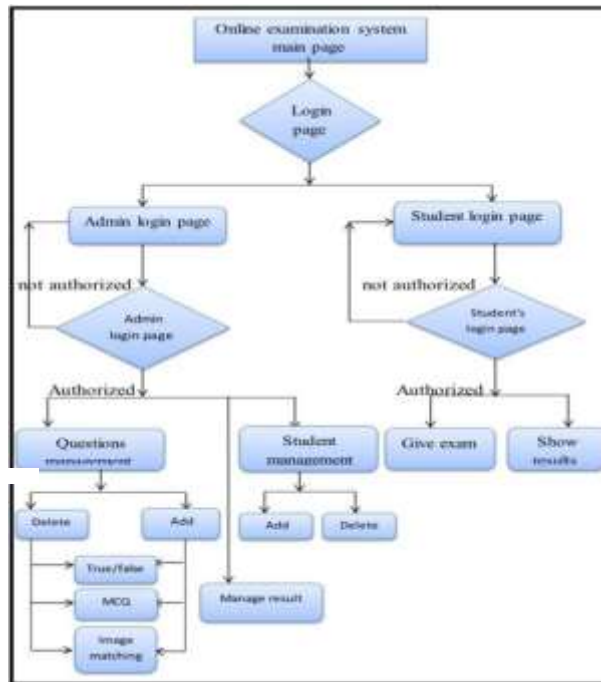 Online examination system
main page
Login
page
Admin login page
Student login page
not authorized
not authorized
Admin
login page
Student's
login page
Authorized
Authorized
Questions
Student
management
Give exam
Show
results
Delete
Add
Add
Delete
True/false
MCQ
Manage result
Image
matching